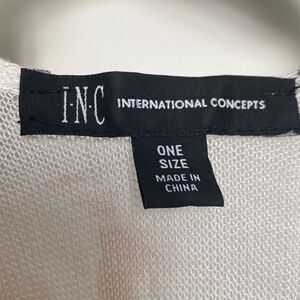 I·N·C INTERNATIONAL CONCEPTS
ONE
SIZE
MADE IN
CHINA